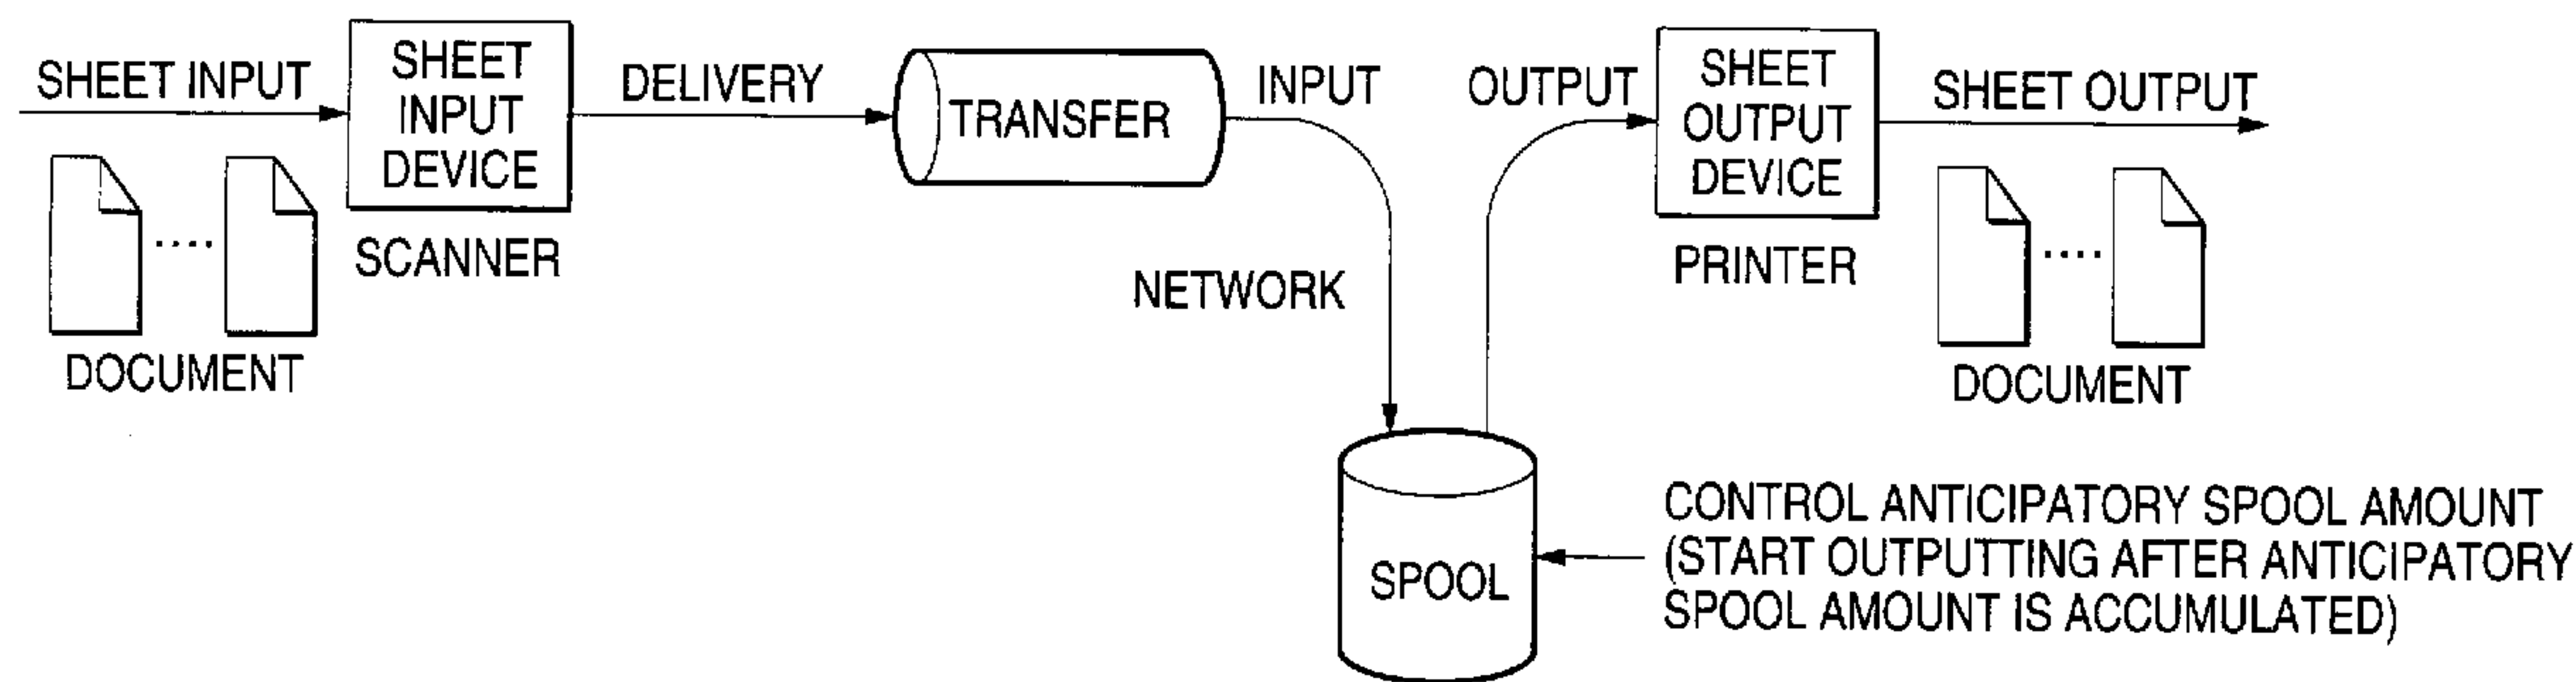 SHEET INPUT
SHEET
INPUT
DEVICE
SCANNER
DOCUMENT
DELIVERY
TRANSFER
INPUT
NETWORK
OUTPUT
SHEET
OUTPUT
DEVICE
PRINTER
SHEET OUTPUT
DOCUMENT
SPOOL
CONTROL ANTICIPATORY SPOOL AMOUNT
(START OUTPUTTING AFTER ANTICIPATORY
SPOOL AMOUNT IS ACCUMULATED)